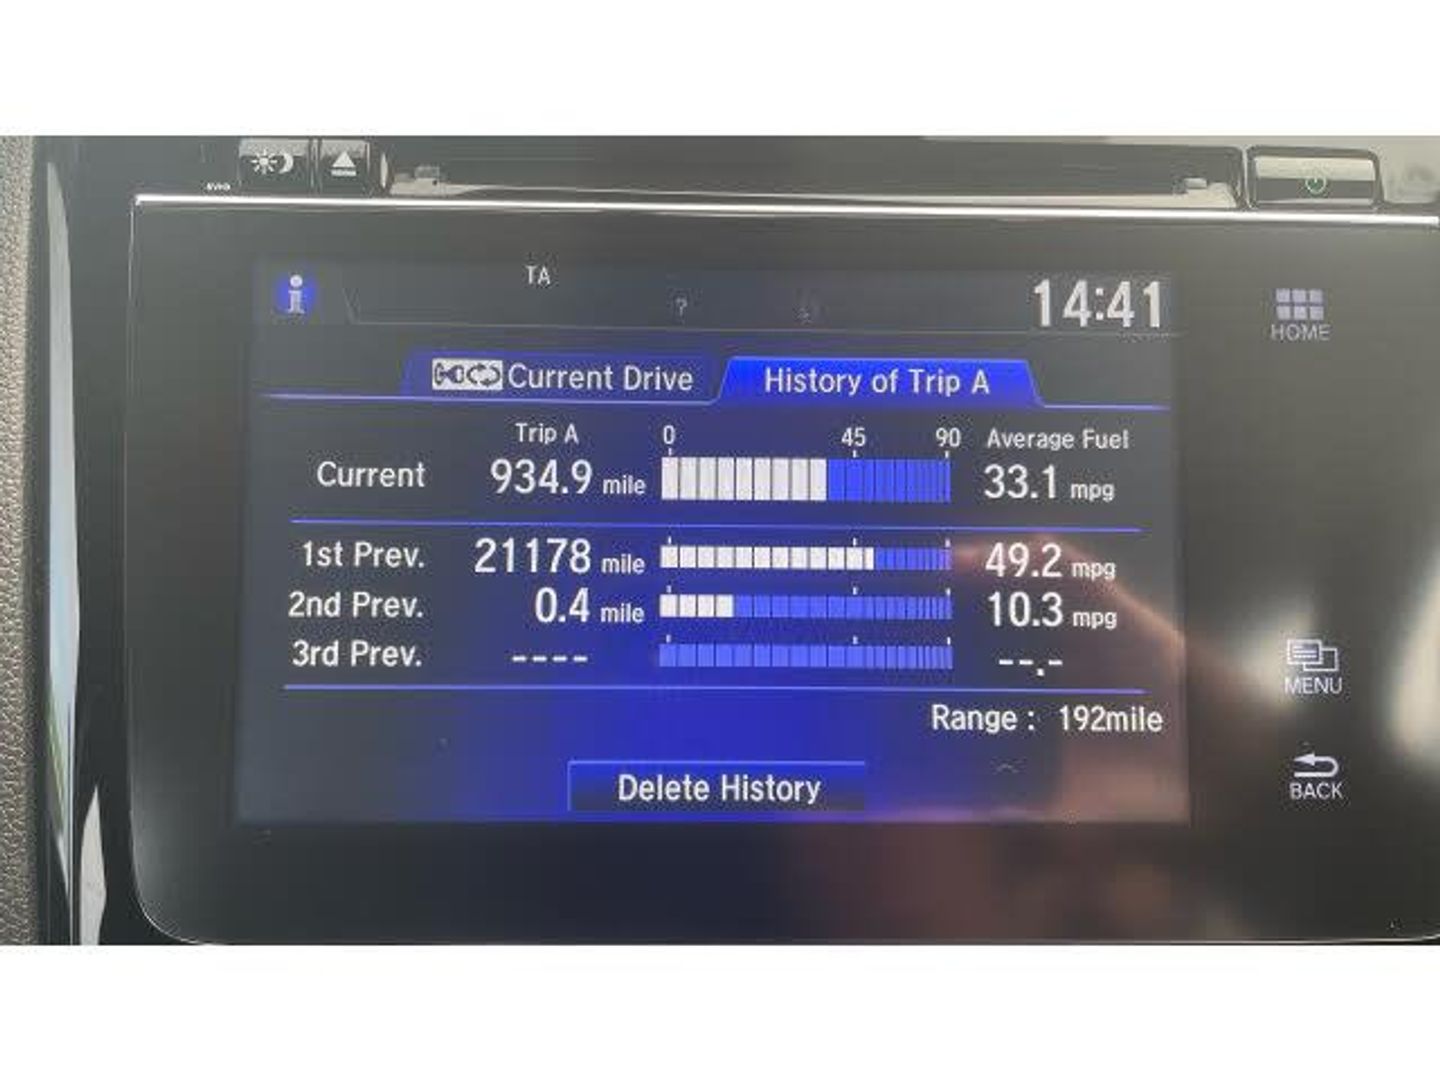 TA
?
14:41
HOME
Current Drive
History of Trip A
Trip A 0 45 90 Average Fuel
Current 934.9 mile 33.1 mpg
1st Prev. 21178 mile 49.2 mpg
2nd Prev. 0.4 mile 10.3 mpg
3rd Prev. ---- --.-
MENU
Range : 192mile
Delete History
BACK